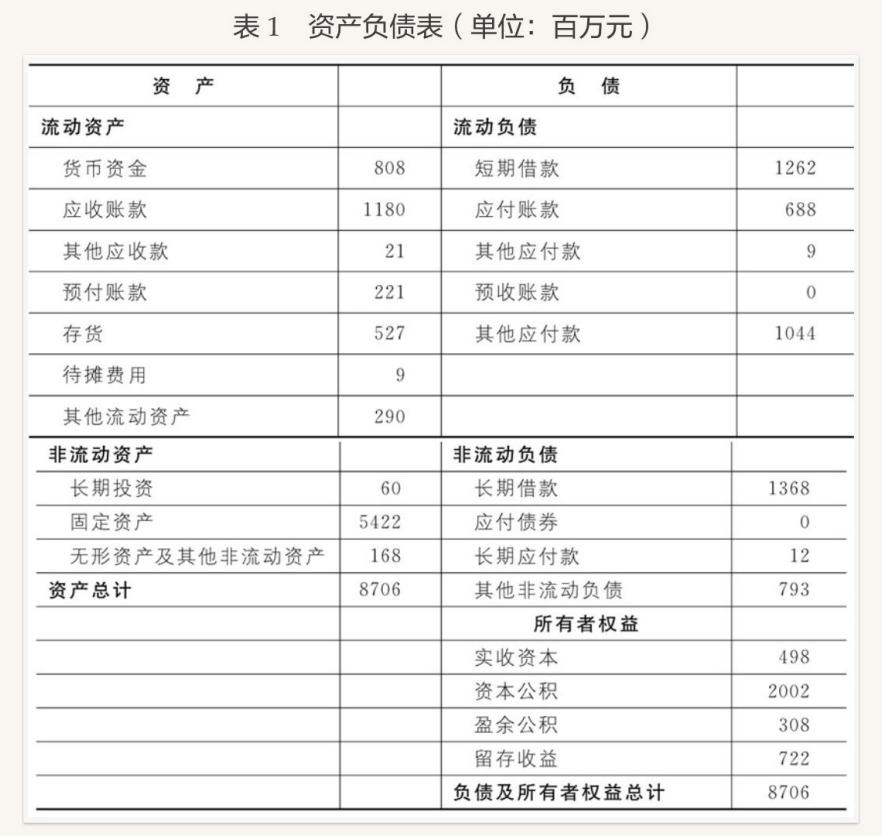 表 1 资产负债表（单位：百万元）
资 产 负 债
流动资产 流动负债
货币资金 808 短期借款 1262
应收账款 1180 应付账款 688
其他应收款 21 其他应付款 9
预付账款 221 预收账款 0
存货 527 其他应付款 1044
待摊费用 9
其他流动资产 290
非流动资产 非流动负债
长期投资 60 长期借款 1368
固定资产 5422 应付债券 0
无形资产及其他非流动资产 168 长期应付款 12
资产总计 8706 其他非流动负债 793
所有者权益
实收资本 498
资本公积 2002
盈余公积 308
留存收益 722
负债及所有者权益总计 8706